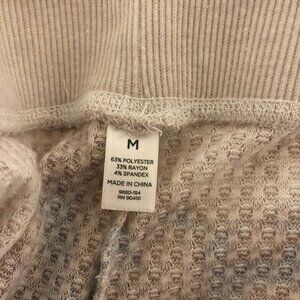 M
63% POLYESTER
33% RAYON
4% SPANDEX
MADE IN CHINA
9660-154
RN 90410